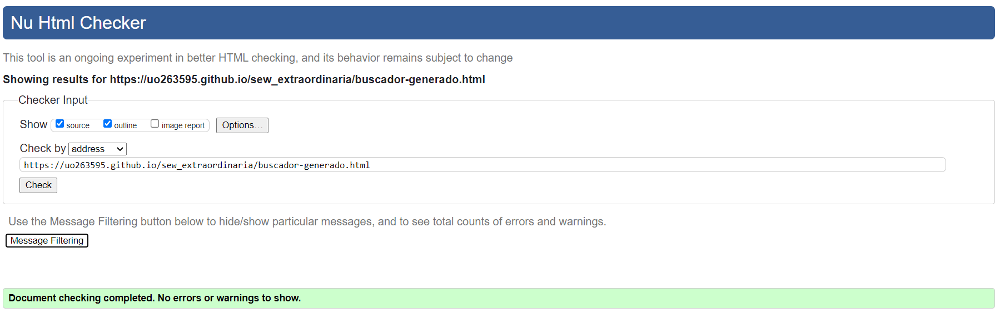 Nu Html Checker
This tool is an ongoing experiment in better HTML checking, and its behavior remains subject to change
Showing results for https://uo263595.github.io/sew_extraordinaria/buscador-generado.html
Checker Input
Show source outline image report Options...
Check by address
https://uo263595.github.io/sew_extraordinaria/buscador-generado.html
Check
Use the Message Filtering button below to hide/show particular messages, and to see total counts of errors and warnings.
Message Filtering
Document checking completed. No errors or warnings to show.